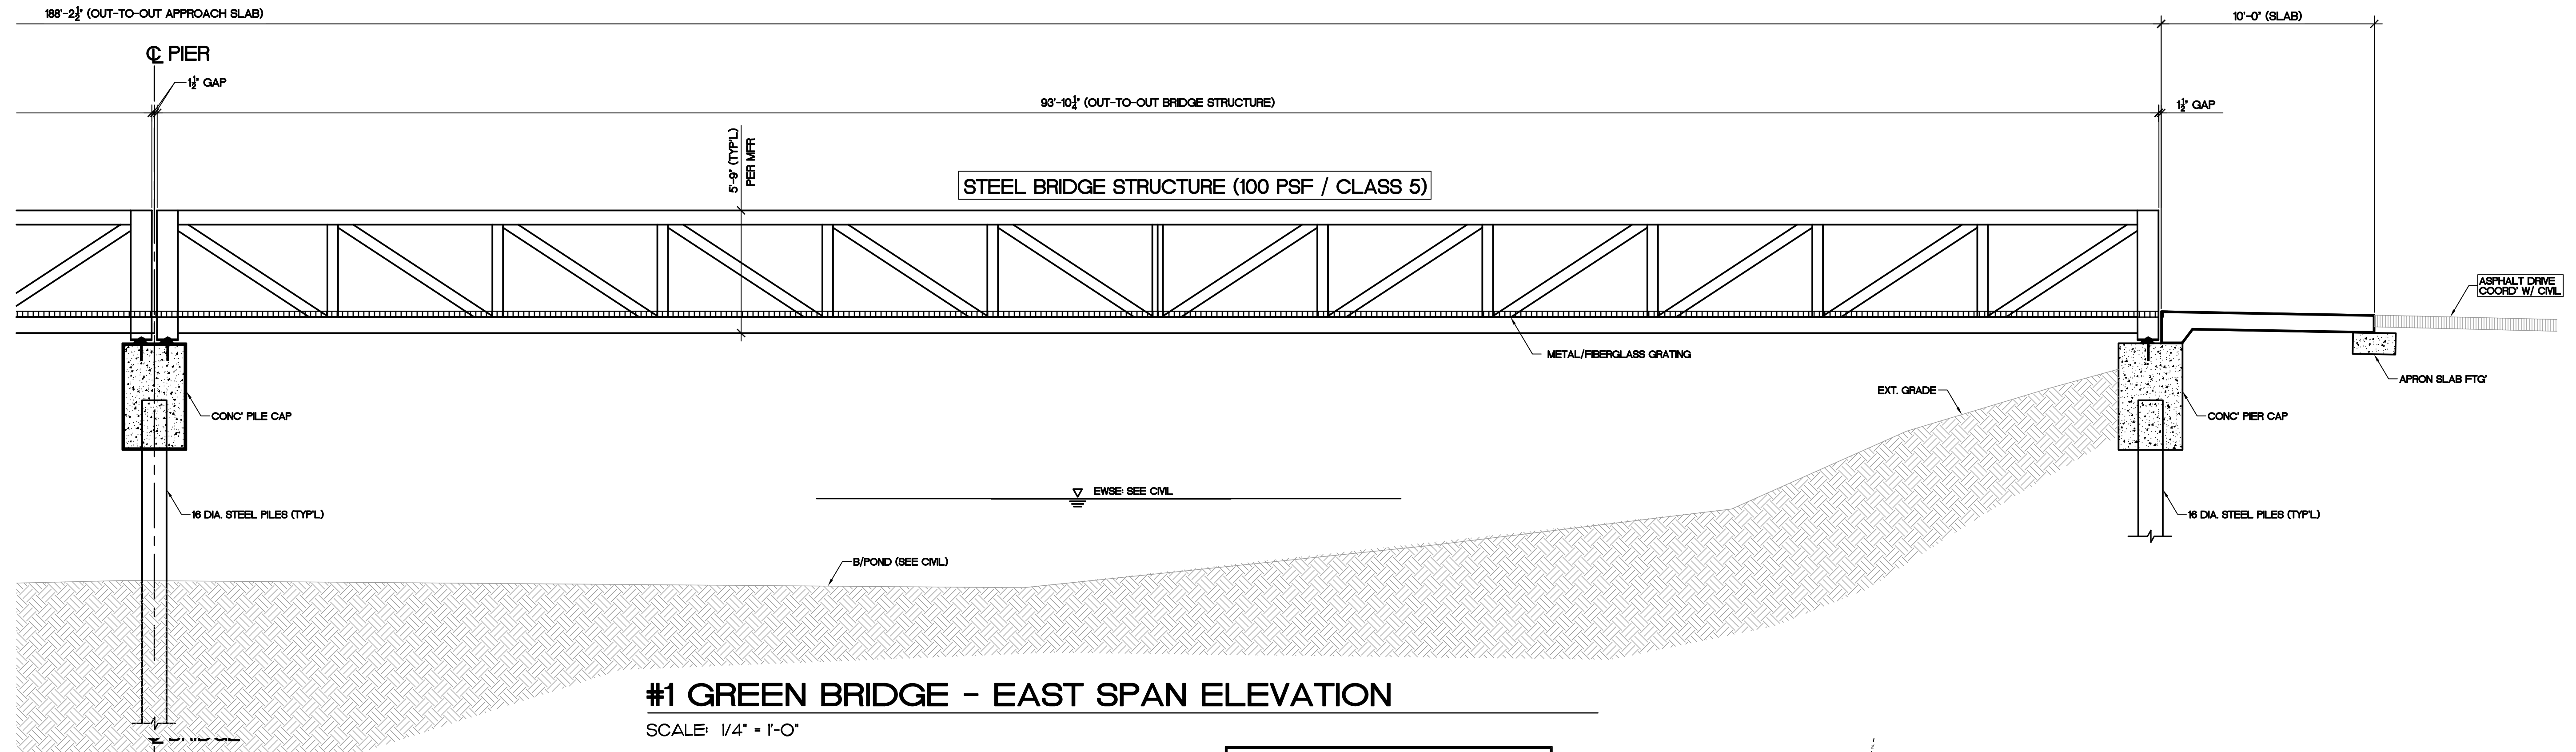 188'-2½" (OUT-TO-OUT APPROACH SLAB)
10'-0" (SLAB)
℄ PIER
1½" GAP
93'-10¼" (OUT-TO-OUT BRIDGE STRUCTURE)
1½" GAP
5'-9" (TYP'L)
PER MFR
STEEL BRIDGE STRUCTURE (100 PSF / CLASS 5)
ASPHALT DRIVE
COORD' W/ CIVIL
METAL/FIBERGLASS GRATING
APRON SLAB FTG'
EXT. GRADE
CONC' PILE CAP
CONC' PIER CAP
EWSE: SEE CIVIL
16 DIA. STEEL PILES (TYP'L)
16 DIA. STEEL PILES (TYP'L)
B/POND (SEE CIVIL)
#1 GREEN BRIDGE - EAST SPAN ELEVATION
SCALE: 1/4" = 1'-0"